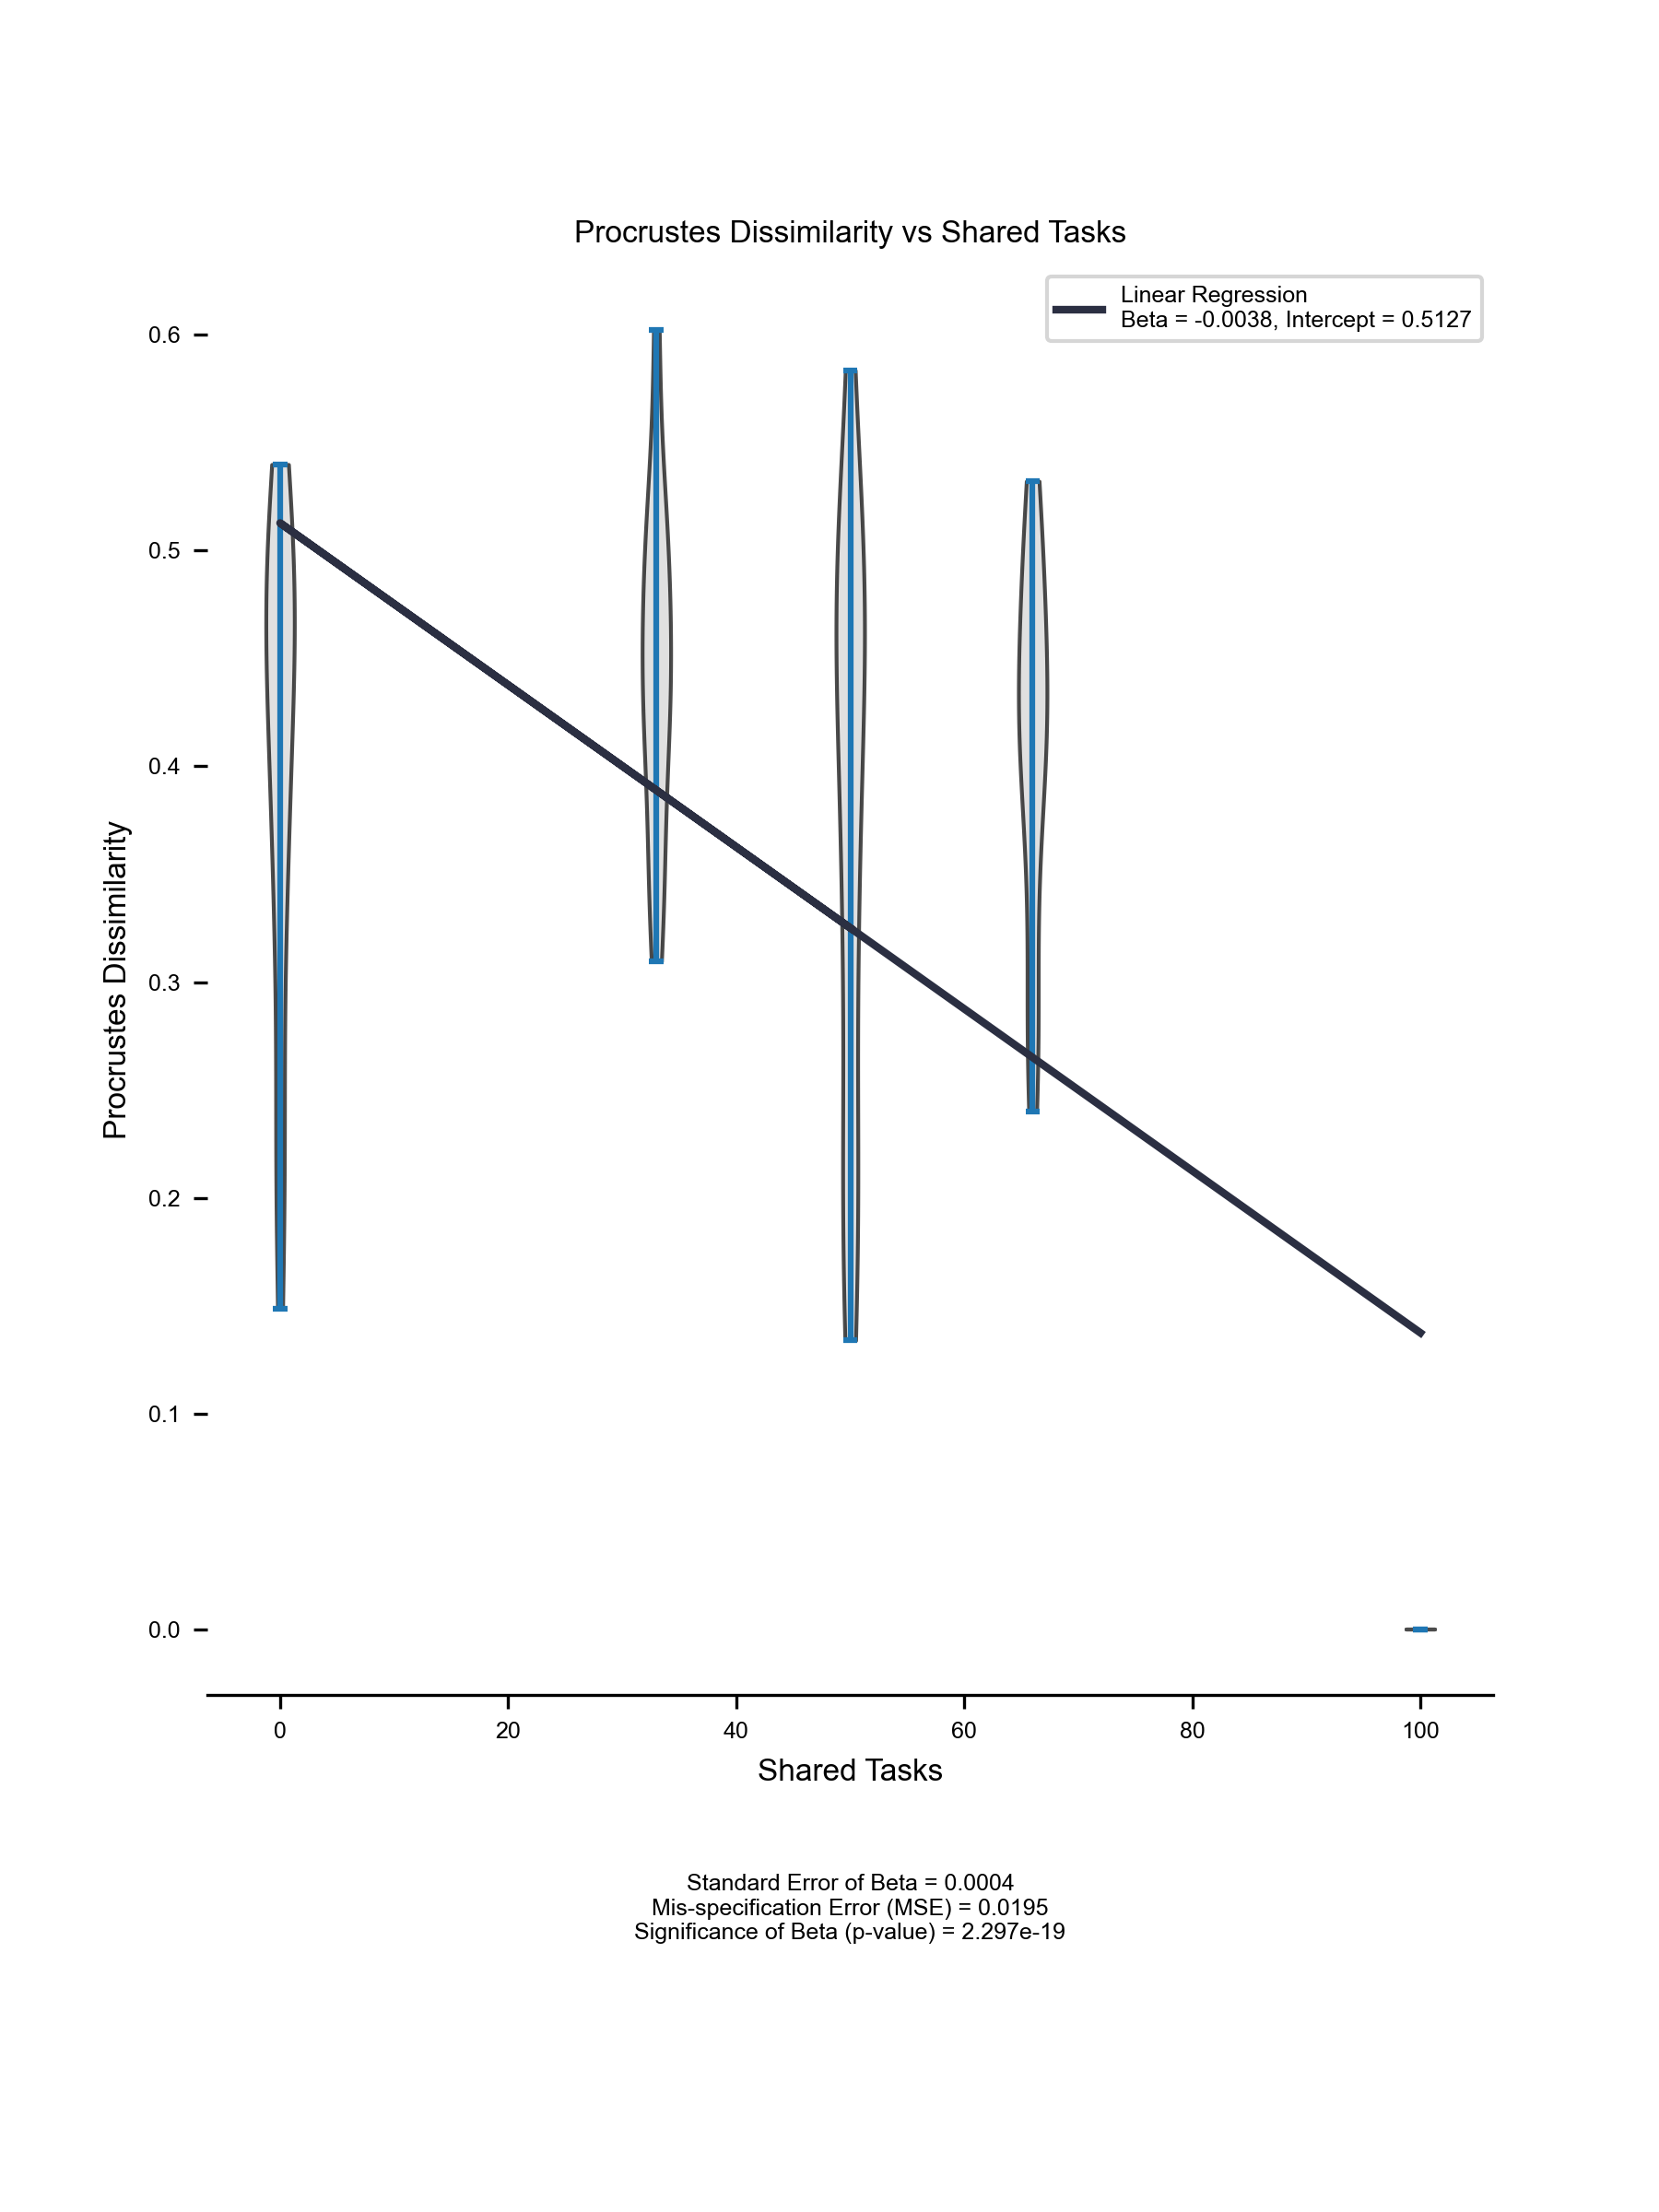 Procrustes Dissimilarity vs Shared Tasks
Linear Regression
Beta = -0.0038, Intercept = 0.5127
0.6
0.5
0.4
0.3
0.2
0.1
0.0
Procrustes Dissimilarity
0 20 40 60 80 100
Shared Tasks
Standard Error of Beta = 0.0004
Mis-specification Error (MSE) = 0.0195
Significance of Beta (p-value) = 2.297e-19